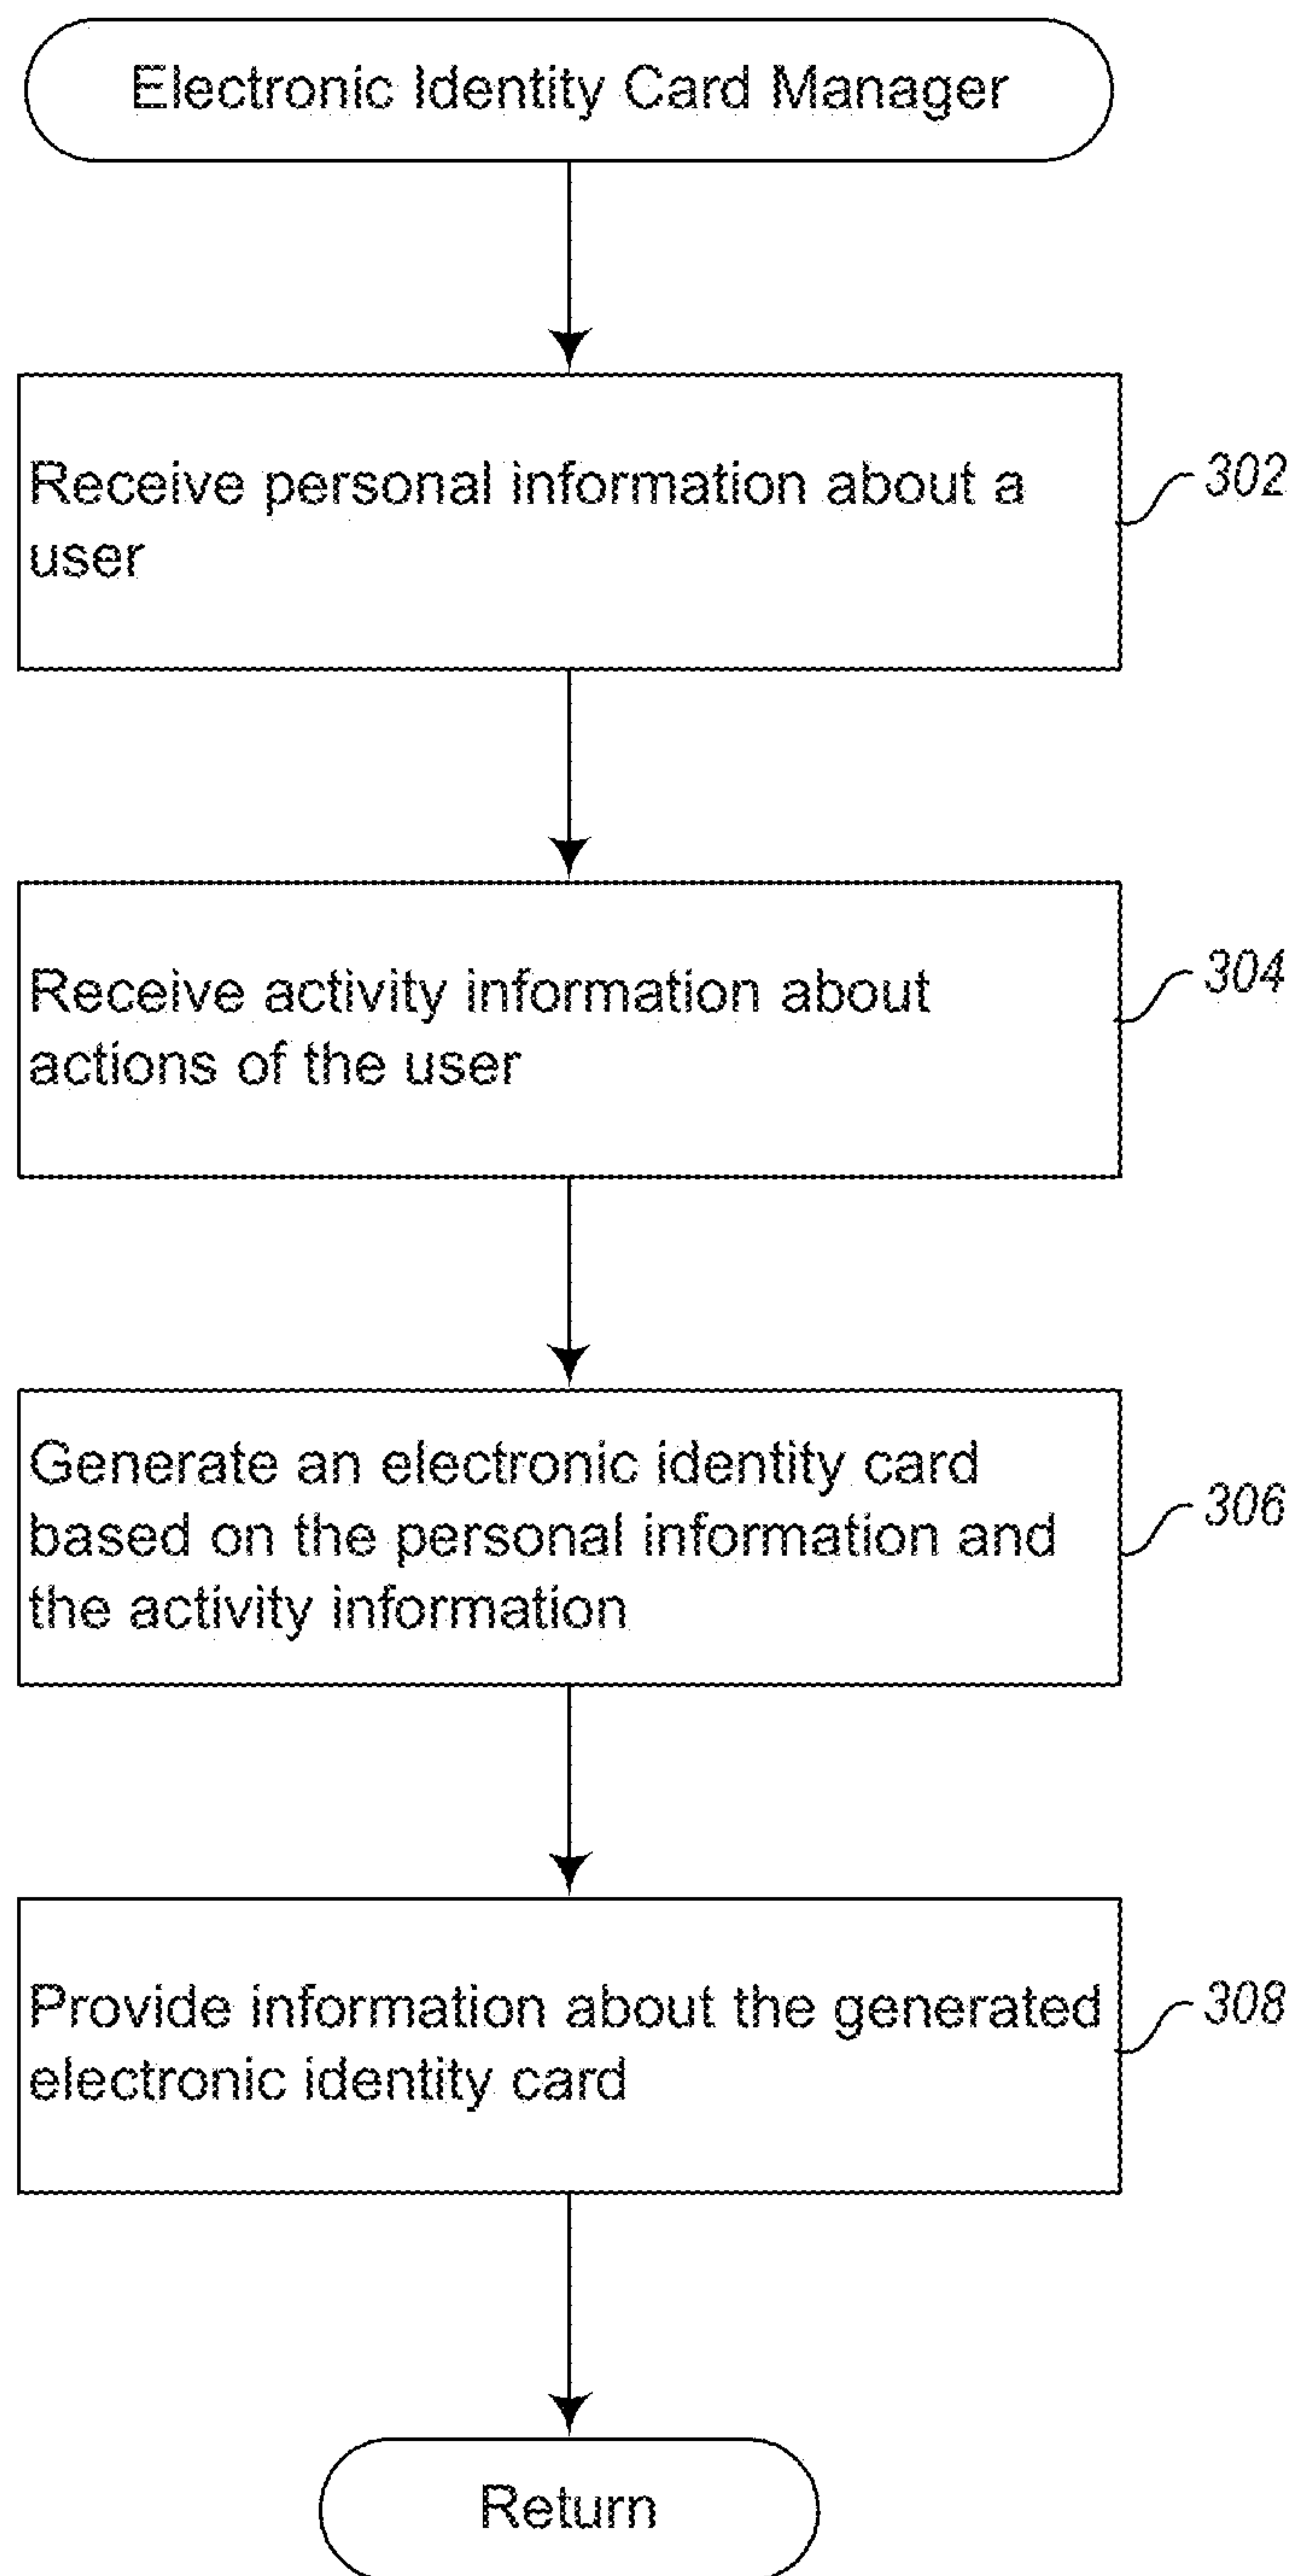 Electronic Identity Card Manager
Receive personal information about a
user
302
Receive activity information about
actions of the user
304
Generate an electronic identity card
based on the personal information and
the activity information
306
Provide information about the generated
electronic identity card
308
Return